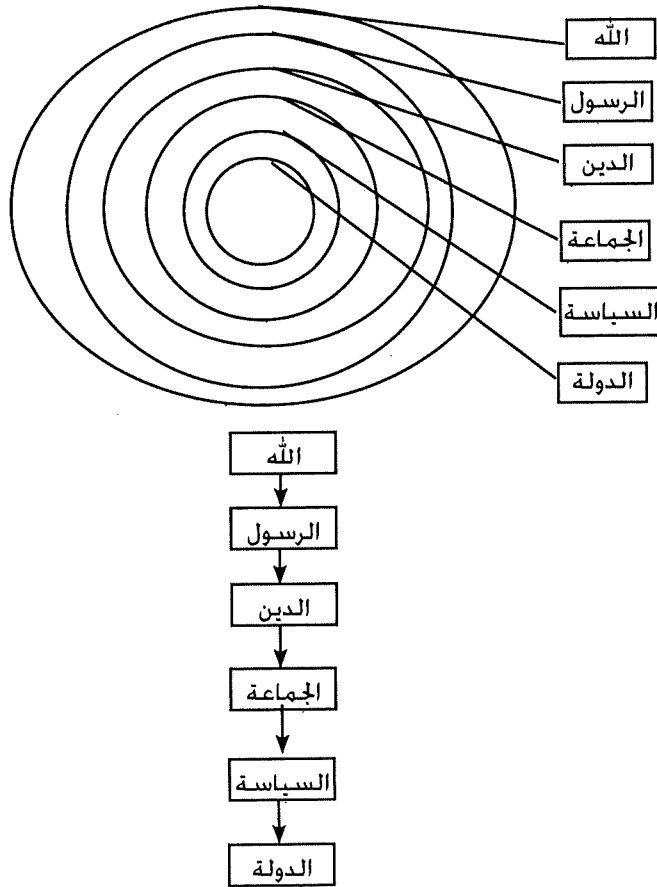 الله
الرسول
الدين
الجماعة
السياسة
الدولة
الله
الرسول
الدين
الجماعة
السياسة
الدولة